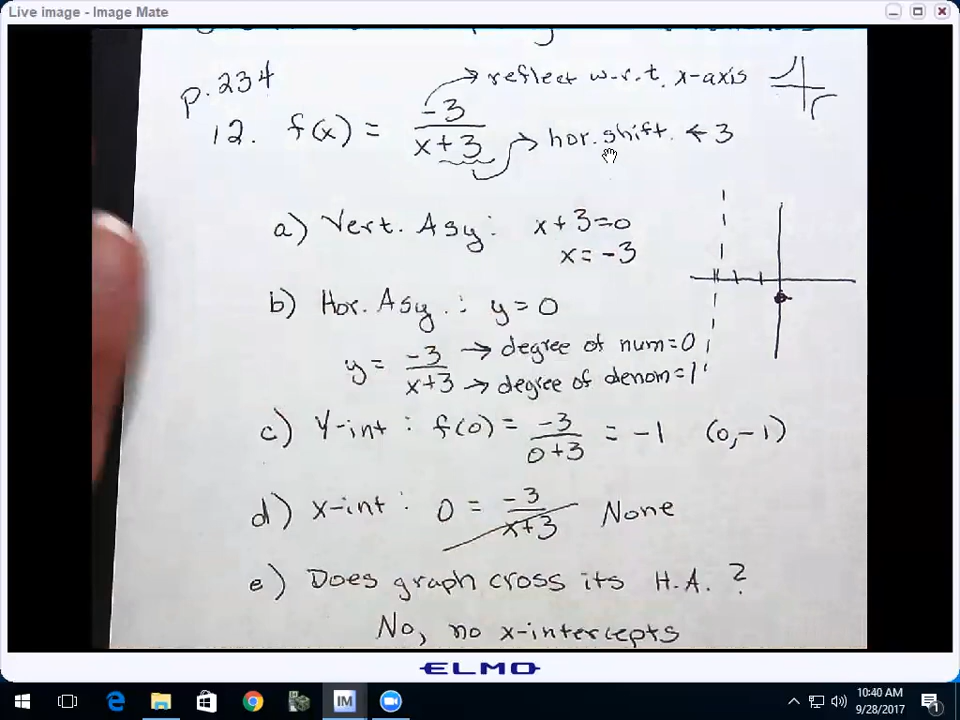 Live image - Image Mate
p.234
→ reflect w.r.t. x-axis
12. f(x) = -3/(x+3) → hor. shift. ← 3
a) Vert. Asy: x+3=0
x = -3
b) Hor. Asy.: y = 0
y = -3/(x+3) → degree of num=0
→ degree of denom=1
c) Y-int : f(0) = -3/(0+3) = -1 (0,-1)
d) x-int : 0 = -3/(x+3) None
e) Does graph cross its H.A.?
No, no x-intercepts
ELMO
IM
10:40 AM
9/28/2017
1